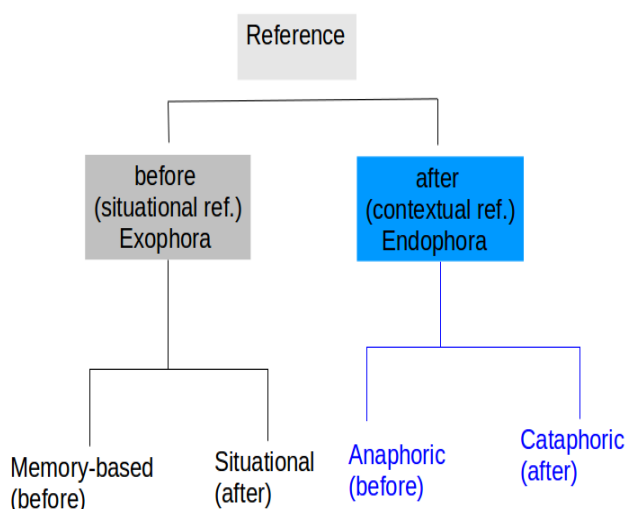 Reference
before
(situational ref.)
Exophora
after
(contextual ref.)
Endophora
Memory-based
(before)
Situational
(after)
Anaphoric
(before)
Cataphoric
(after)